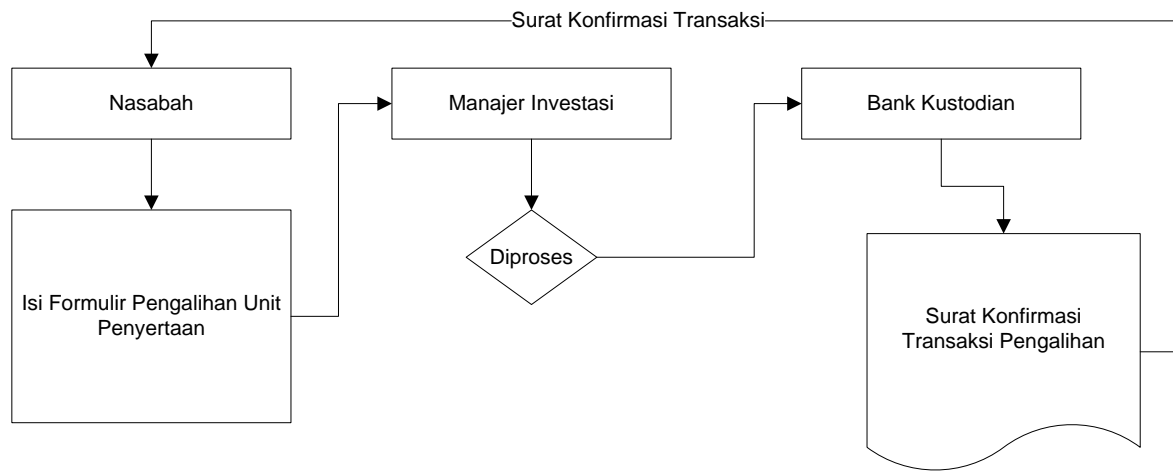 Surat Konfirmasi Transaksi
Nasabah
Manajer Investasi
Bank Kustodian
Isi Formulir Pengalihan Unit
Penyertaan
Diproses
Surat Konfirmasi
Transaksi Pengalihan